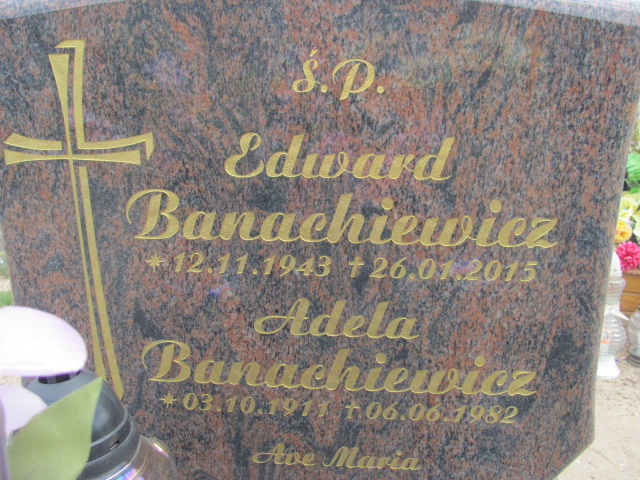 ś.p.
Edward
Banachiewicz
* 12.11.1943 † 26.01.2015
Adela
Banachiewicz
* 03.10.1911 † 06.06.1982
Ave Maria